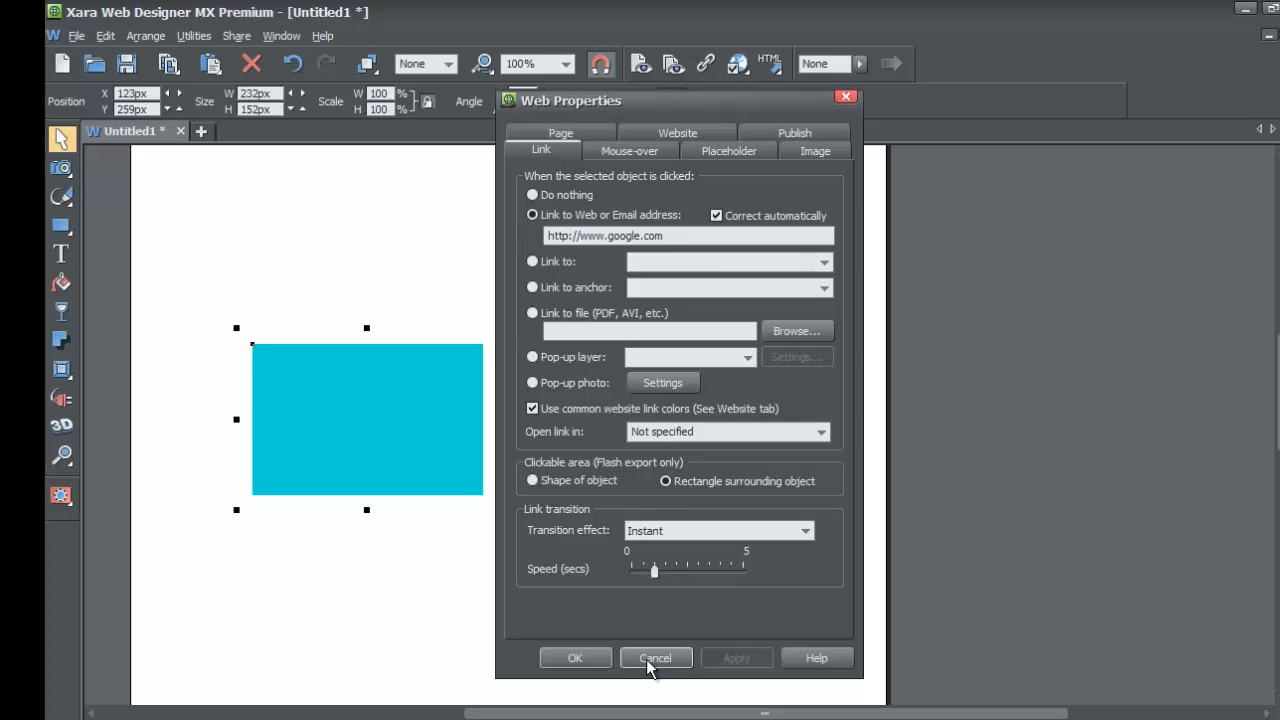 Xara Web Designer MX Premium - [Untitled1 *]
File Edit Arrange Utilities Share Window Help
None 100% HTML None
Position X 123px Y 259px Size W 232px H 152px Scale W 100 % H 100 % Angle
Untitled1 *
Web Properties
Page Website Publish
Link Mouse-over Placeholder Image
When the selected object is clicked:
Do nothing
Link to Web or Email address: Correct automatically
http://www.google.com
Link to:
Link to anchor:
Link to file (PDF, AVI, etc.)
Browse...
Pop-up layer: Settings...
Pop-up photo: Settings
Use common website link colors (See Website tab)
Open link in: Not specified
Clickable area (Flash export only)
Shape of object Rectangle surrounding object
Link transition
Transition effect: Instant
0 5
Speed (secs)
OK Cancel Apply Help
T
3D